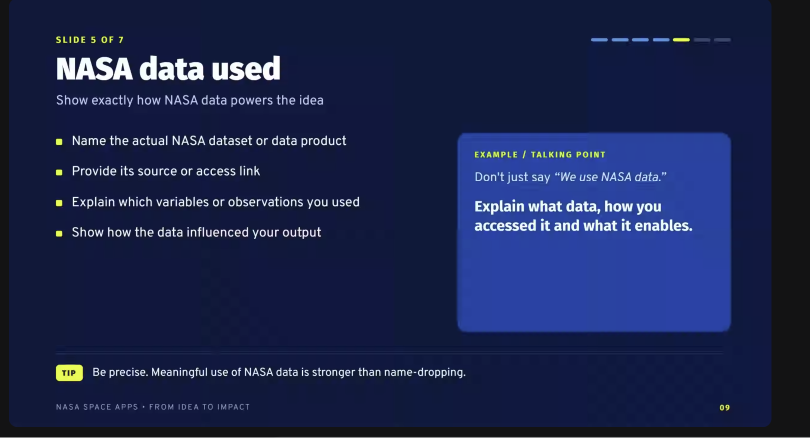 SLIDE 5 OF 7
NASA data used
Show exactly how NASA data powers the idea
Name the actual NASA dataset or data product
Provide its source or access link
Explain which variables or observations you used
Show how the data influenced your output
EXAMPLE / TALKING POINT
Don't just say “We use NASA data.”
Explain what data, how you
accessed it and what it enables.
TIP Be precise. Meaningful use of NASA data is stronger than name-dropping.
NASA SPACE APPS • FROM IDEA TO IMPACT
09